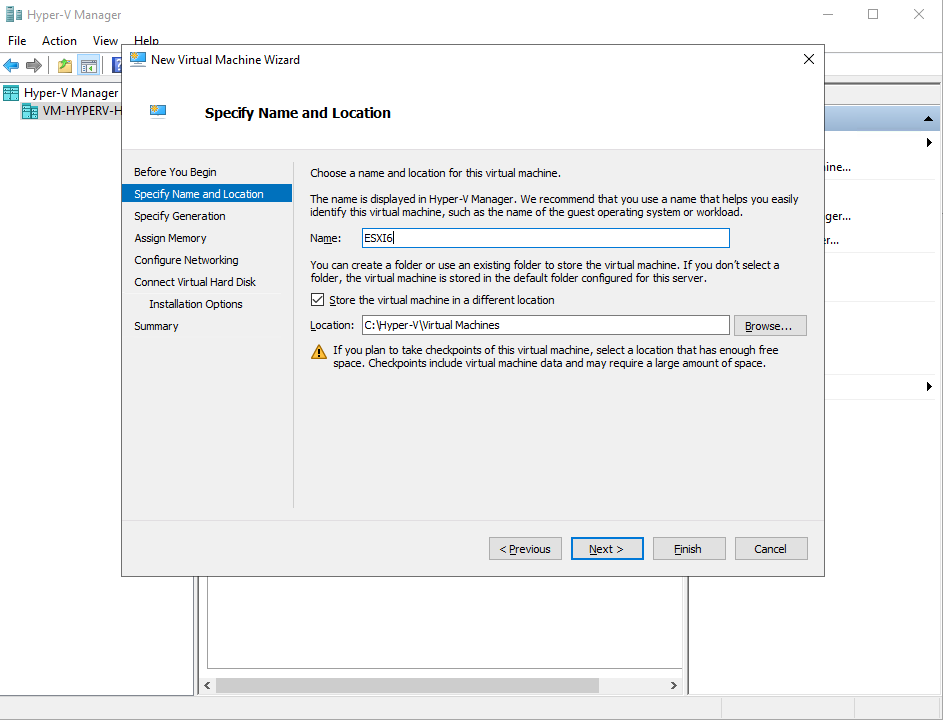 Hyper-V Manager
File Action View Help
New Virtual Machine Wizard
Hyper-V Manager
VM-HYPERV-H
Specify Name and Location
Before You Begin
Specify Name and Location
Specify Generation
Assign Memory
Configure Networking
Connect Virtual Hard Disk
Installation Options
Summary
Choose a name and location for this virtual machine.
The name is displayed in Hyper-V Manager. We recommend that you use a name that helps you easily
identify this virtual machine, such as the name of the guest operating system or workload.
Name: ESXI6
You can create a folder or use an existing folder to store the virtual machine. If you don't select a
folder, the virtual machine is stored in the default folder configured for this server.
Store the virtual machine in a different location
Location: C:\Hyper-V\Virtual Machines Browse...
If you plan to take checkpoints of this virtual machine, select a location that has enough free
space. Checkpoints include virtual machine data and may require a large amount of space.
ine...
ger...
r...
< Previous Next > Finish Cancel